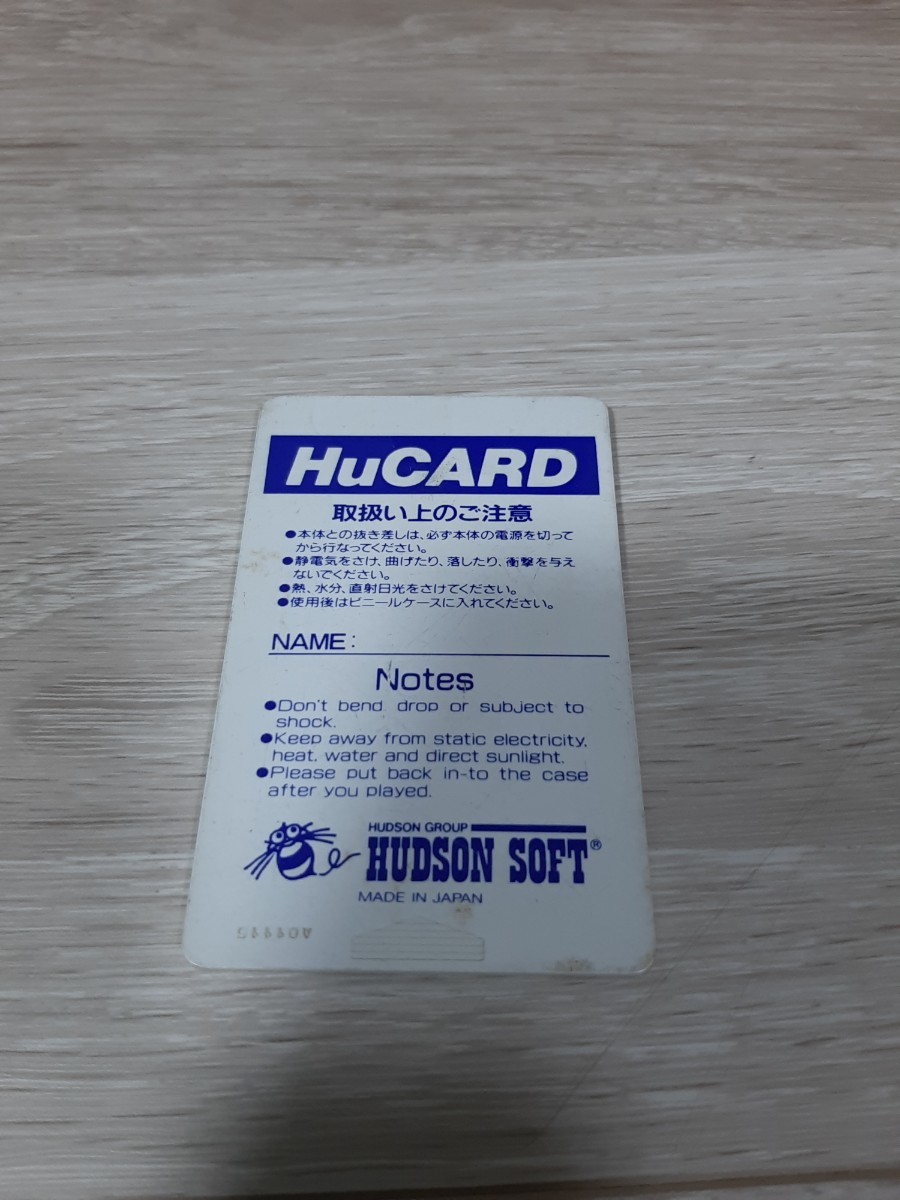 HuCARD
取扱い上のご注意
●本体との抜き差しは、必ず本体の電源を切って
から行なってください。
●静電気をさけ、曲げたり、落したり、衝撃を与え
ないでください。
●熱、水分、直射日光をさけてください。
●使用後はビニールケースに入れてください。
NAME:
Notes
●Don't bend drop or subject to
shock.
●Keep away from static electricity,
heat, water and direct sunlight.
●Please put back in-to the case
after you played.
HUDSON GROUP
HUDSON SOFT®
MADE IN JAPAN